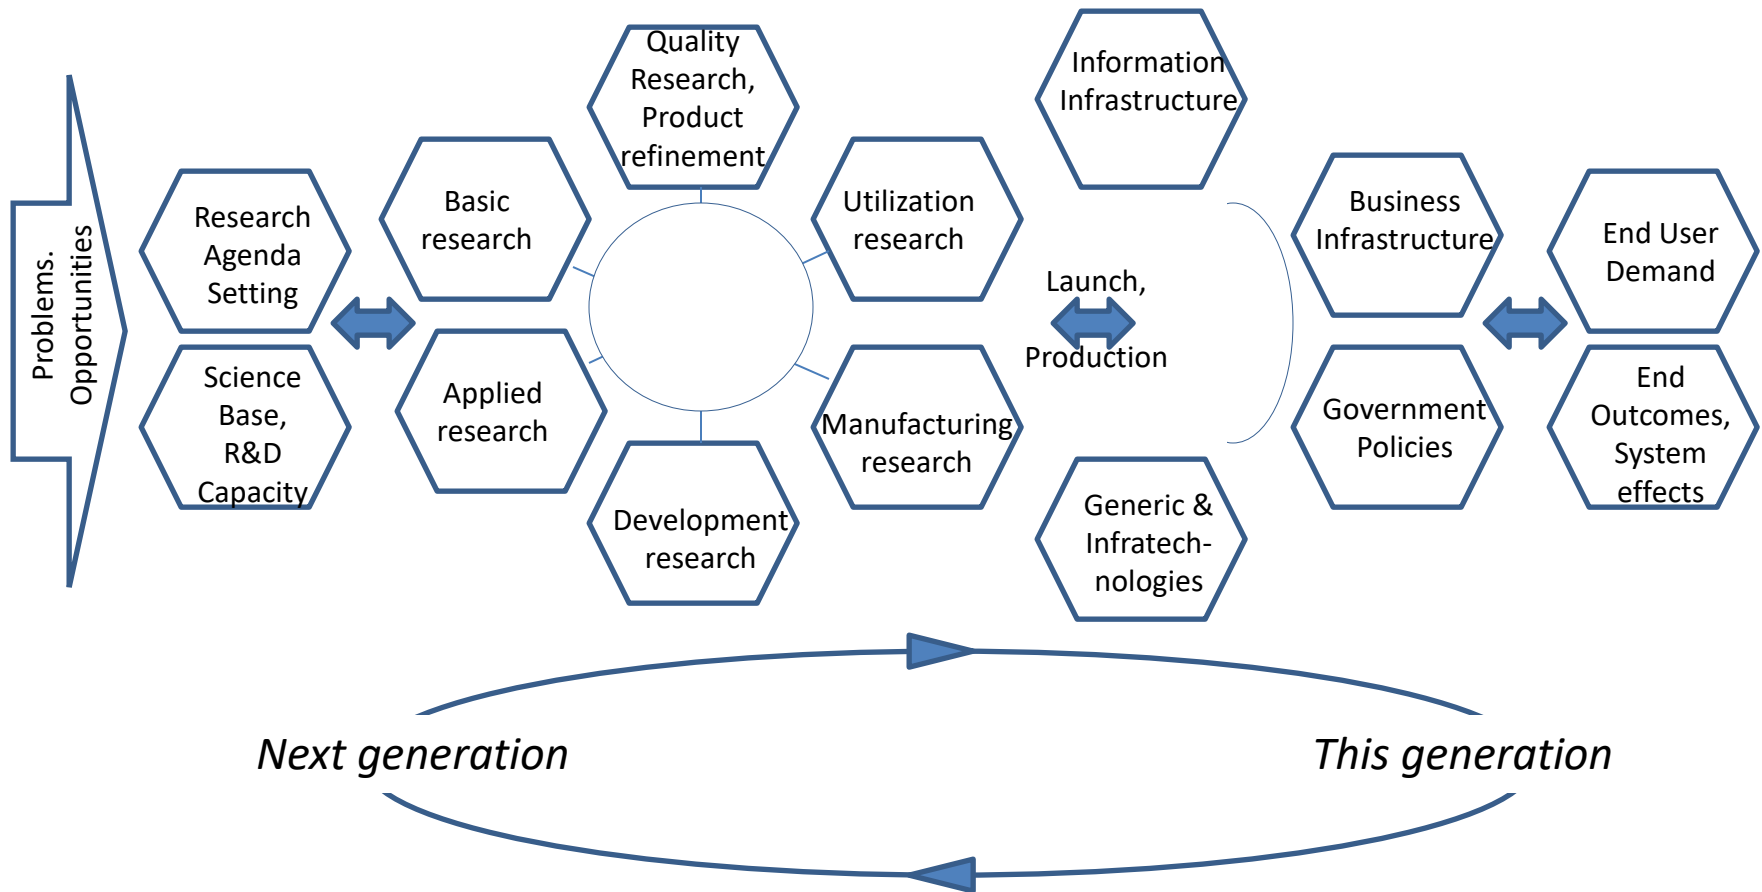 Problems.
Opportunities
Research
Agenda
Setting
Science
Base,
R&D
Capacity
Basic
research
Applied
research
Quality
Research,
Product
refinement
Development
research
Utilization
research
Manufacturing
research
Launch,
Production
Information
Infrastructure
Generic &
Infratech-
nologies
Business
Infrastructure
Government
Policies
End User
Demand
End
Outcomes,
System
effects
Next generation
This generation